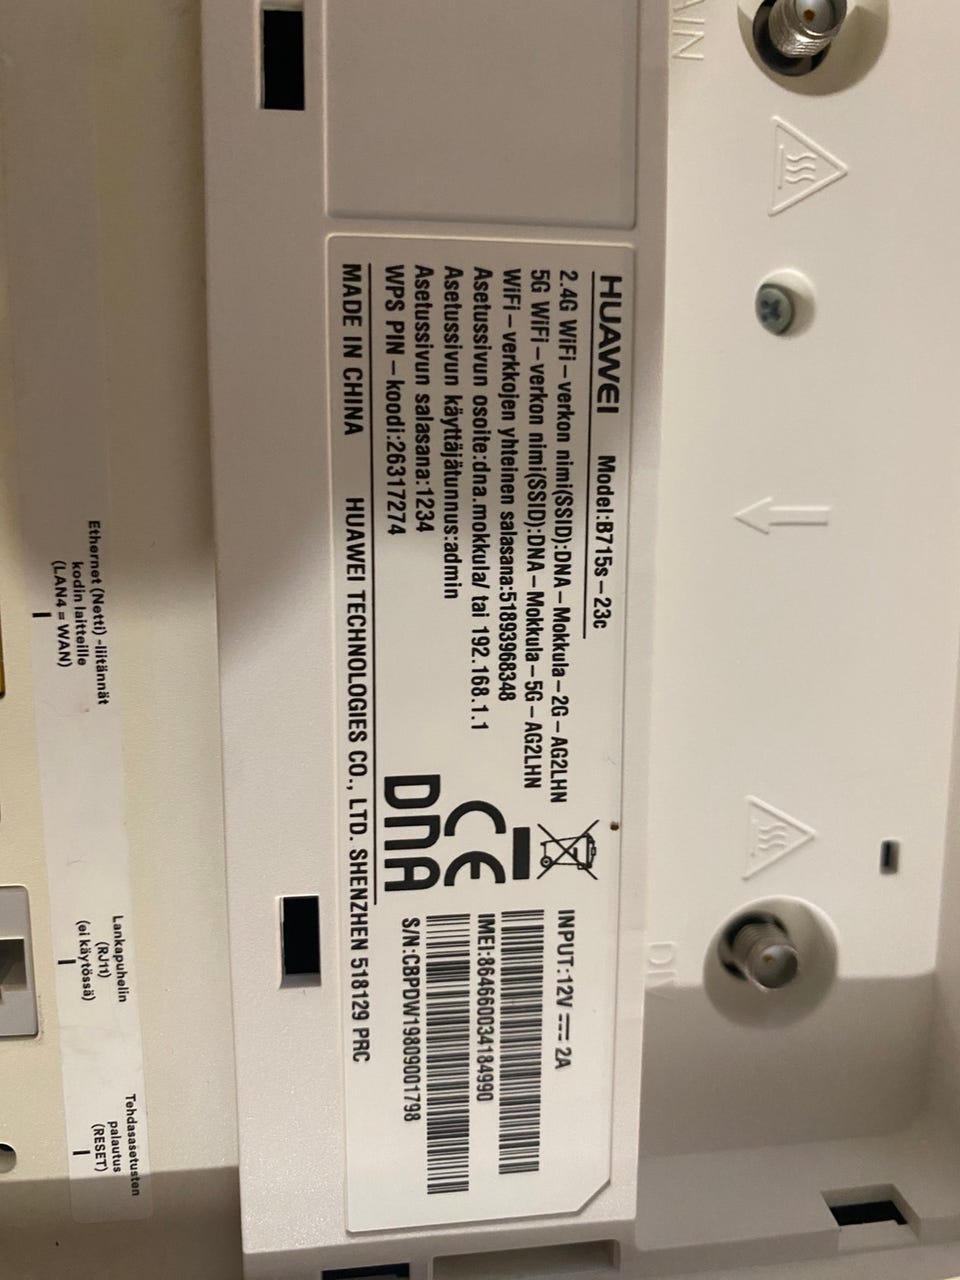 HUAWEI Model:B715s-23c
2.4G WiFi-verkon nimi(SSID):DNA-Mokkula-2G-AG2LHN
5G WiFi-verkon nimi(SSID):DNA-Mokkula-5G-AG2LHN
WiFi-verkkojen yhteinen salasana:51893968348
Asetussivun osoite:dna.mokkula/ tai 192.168.1.1
Asetussivun käyttäjätunnus:admin
Asetussivun salasana:1234
WPS PIN-koodi:26317274
CE
DNA
INPUT:12V 2A
IMEI:864660034184990
S/N:CBPDW19809001798
MADE IN CHINA HUAWEI TECHNOLOGIES CO., LTD. SHENZHEN 518129 PRC
Ethernet (Netti) -liitännät
kodin laitteille
(LAN4 = WAN)
Lankapuhelin
(RJ11)
(ei käytössä)
Tehdasasetusten
palautus
(RESET)